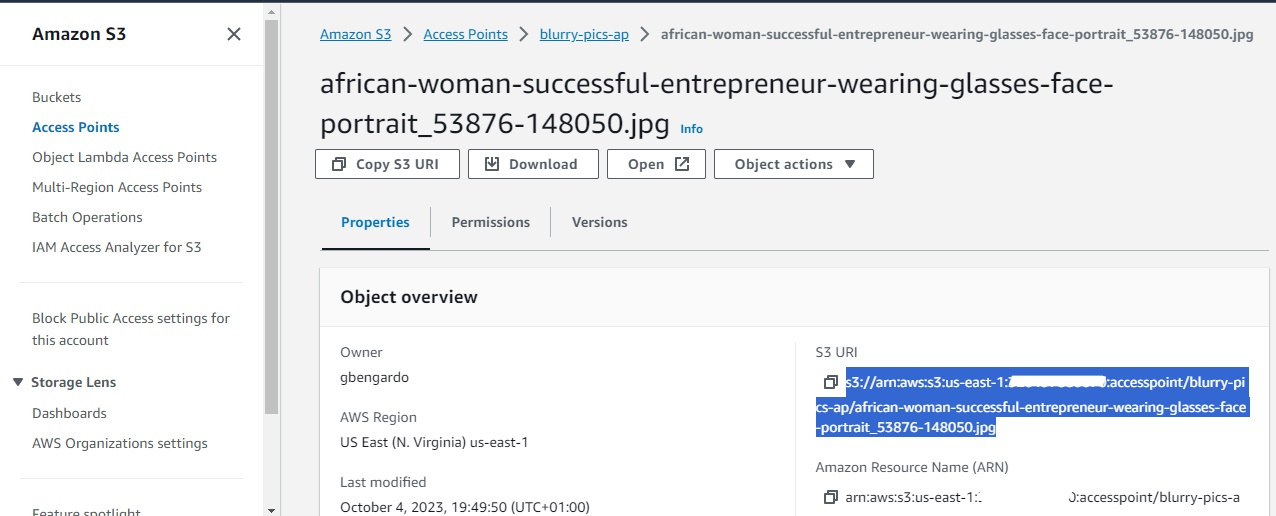 Amazon S3
Buckets
Access Points
Object Lambda Access Points
Multi-Region Access Points
Batch Operations
IAM Access Analyzer for S3
Block Public Access settings for
this account
Storage Lens
Dashboards
AWS Organizations settings
Feature spotlight
Amazon S3 > Access Points > blurry-pics-ap > african-woman-successful-entrepreneur-wearing-glasses-face-portrait_53876-148050.jpg
african-woman-successful-entrepreneur-wearing-glasses-face-
portrait_53876-148050.jpg Info
Copy S3 URI Download Open Object actions
Properties Permissions Versions
Object overview
Owner
gbengardo
AWS Region
US East (N. Virginia) us-east-1
Last modified
October 4, 2023, 19:49:50 (UTC+01:00)
S3 URI
s3://arn:aws:s3:us-east-1: :accesspoint/blurry-pi
cs-ap/african-woman-successful-entrepreneur-wearing-glasses-face
-portrait_53876-148050.jpg
Amazon Resource Name (ARN)
arn:aws:s3:us-east-1: :accesspoint/blurry-pics-a